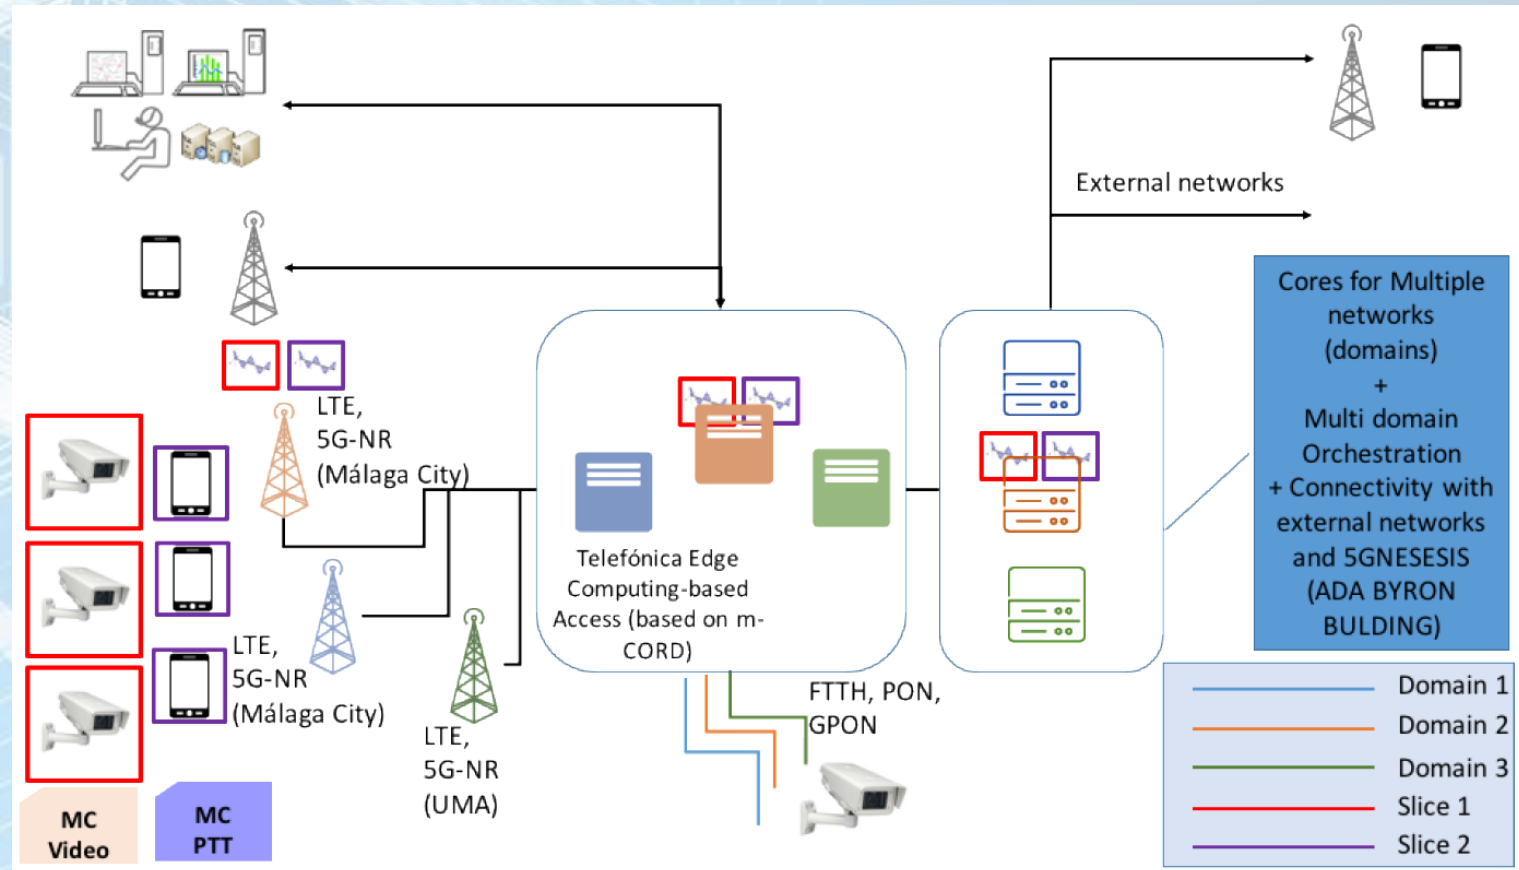 External networks
Cores for Multiple
networks
(domains)
+
Multi domain
Orchestration
+ Connectivity with
external networks
and 5GNESESIS
(ADA BYRON
BULDING)
LTE,
5G-NR
(Málaga City)
Telefónica Edge
Computing-based
Access (based on m-
CORD)
LTE,
5G-NR
(Málaga City)
LTE,
5G-NR
(UMA)
FTTH, PON,
GPON
MC
Video
MC
PTT
Domain 1
Domain 2
Domain 3
Slice 1
Slice 2